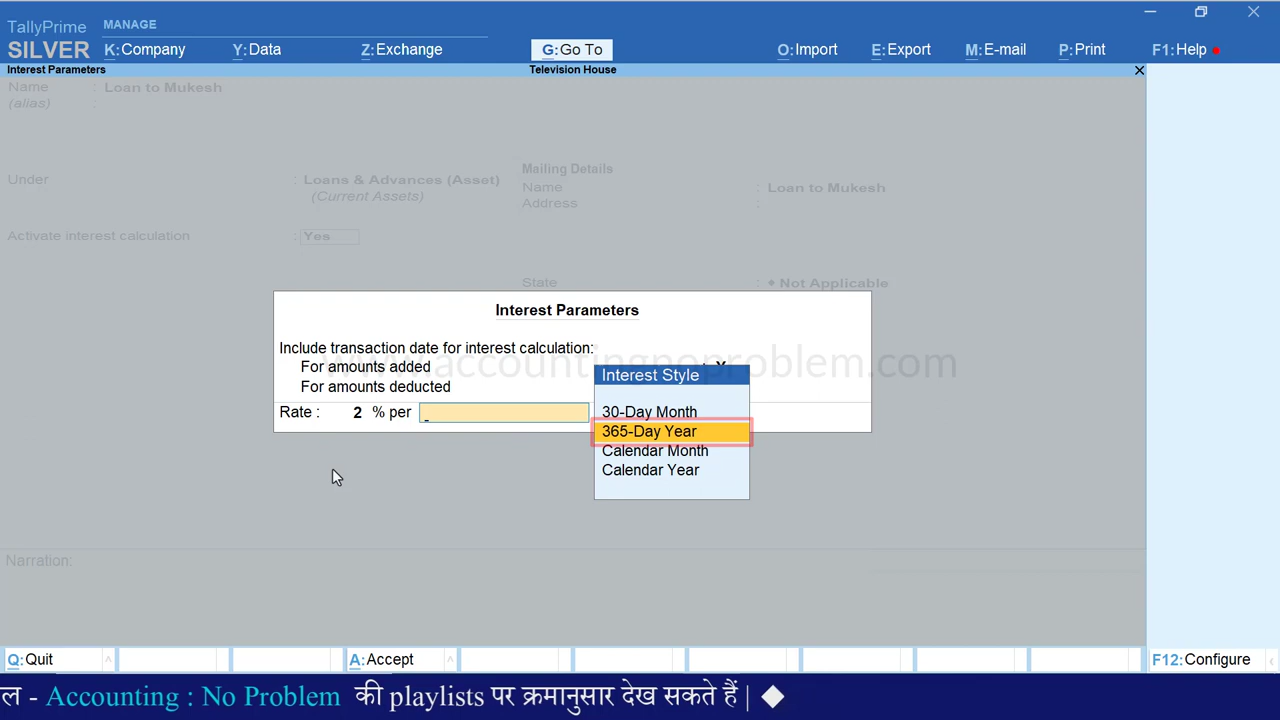 TallyPrime
MANAGE
SILVER
K:Company Y:Data Z:Exchange G:Go To O:Import E:Export M:E-mail P:Print F1:Help
Interest Parameters Television House
Name : Loan to Mukesh
(alias) :
Mailing Details
Under : Loans & Advances (Asset)
(Current Assets)
Name : Loan to Mukesh
Address :
Activate interest calculation : Yes
State : ♦ Not Applicable
Interest Parameters
Include transaction date for interest calculation:
For amounts added
For amounts deducted
Rate : 2 % per
Interest Style
30-Day Month
365-Day Year
Calendar Month
Calendar Year
www.accountingnoproblem.com
Narration:
Q:Quit A:Accept F12:Configure
ल - Accounting : No Problem की playlists पर क्रमानुसार देख सकते हैं | ◆